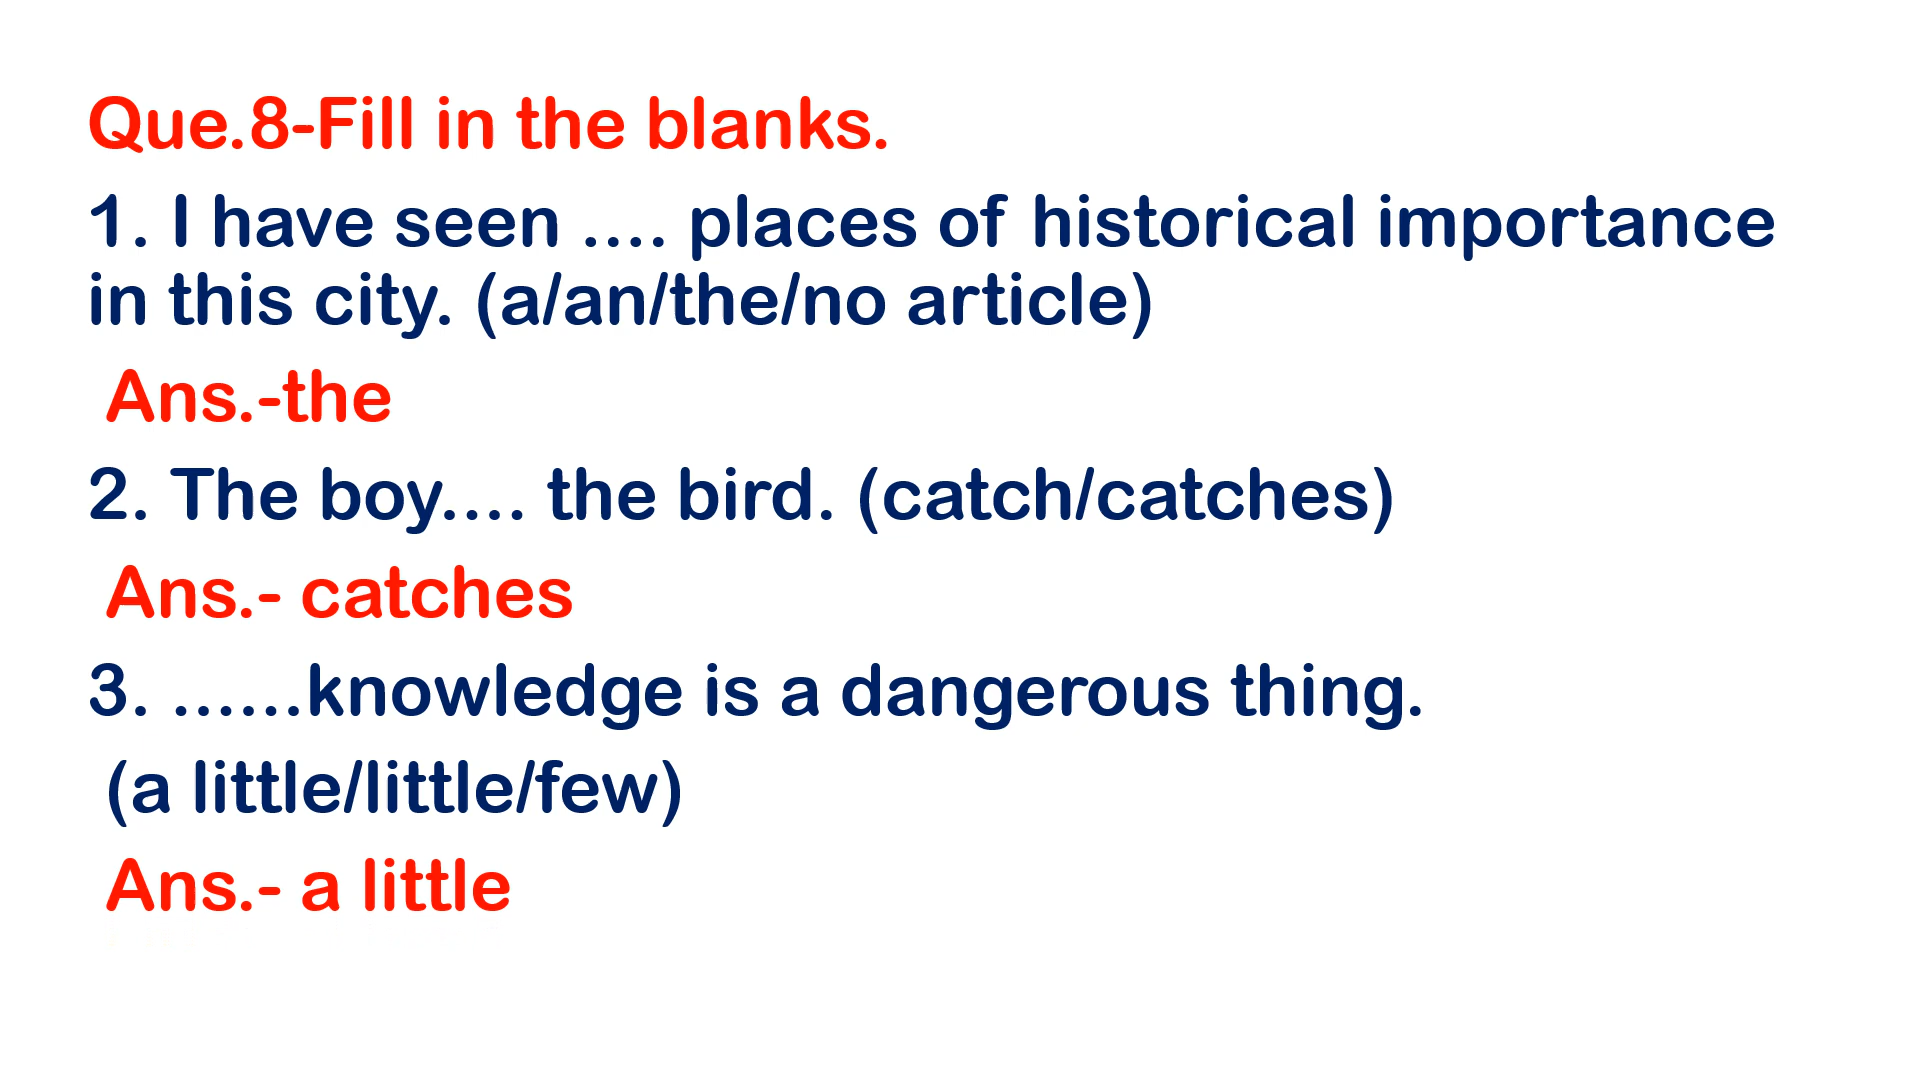 Que.8-Fill in the blanks.
1. I have seen .... places of historical importance
in this city. (a/an/the/no article)
Ans.-the
2. The boy.... the bird. (catch/catches)
Ans.- catches
3. ......knowledge is a dangerous thing.
(a little/little/few)
Ans.- a little